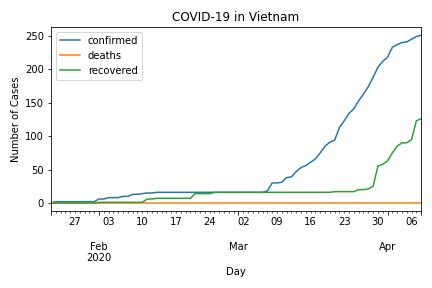 COVID-19 in Vietnam
confirmed
deaths
recovered
Number of Cases
250
200
150
100
50
0
27 03 10 17 24 02 09 16 23 30 06
Feb Mar Apr
2020
Day